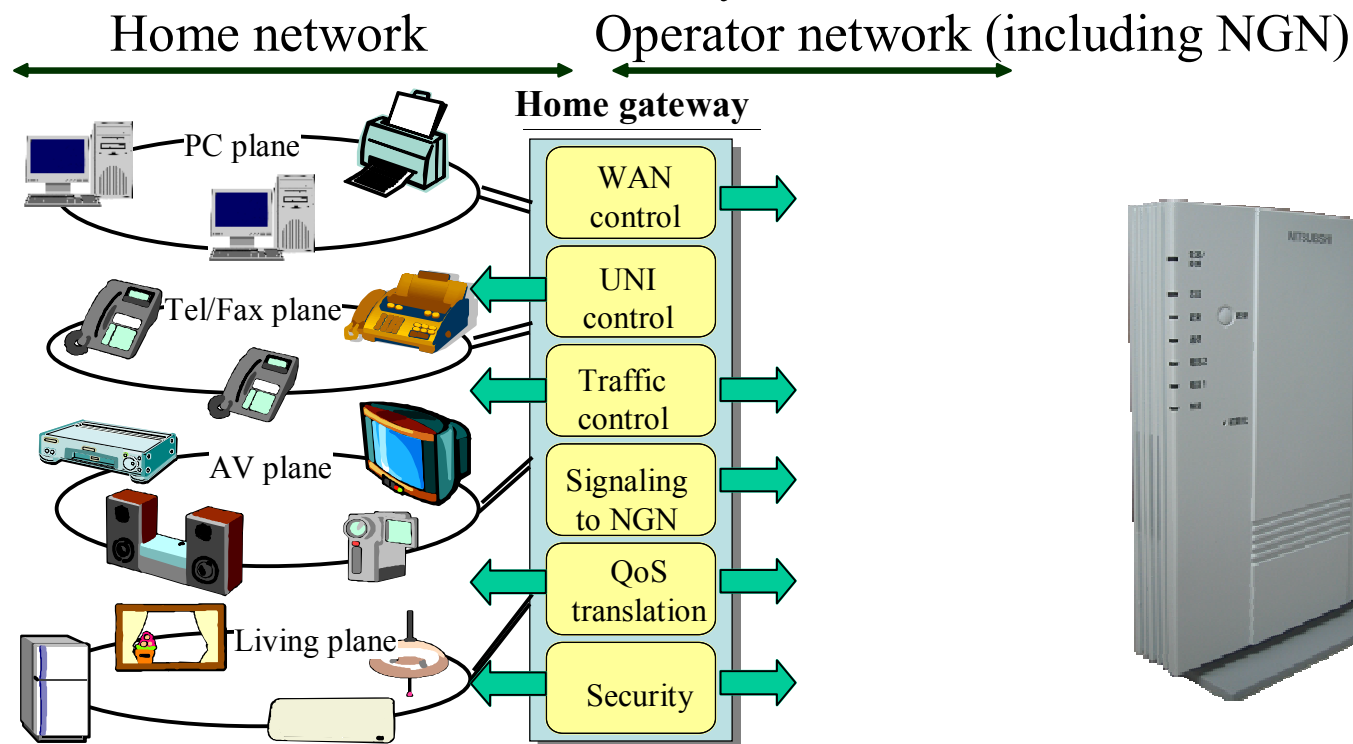 Home network
Operator network (including NGN)
Home gateway
PC plane
WAN
control
UNI
control
Tel/Fax plane
Traffic
control
AV plane
Signaling
to NGN
QoS
translation
Living plane
Security
MITSUBISHI